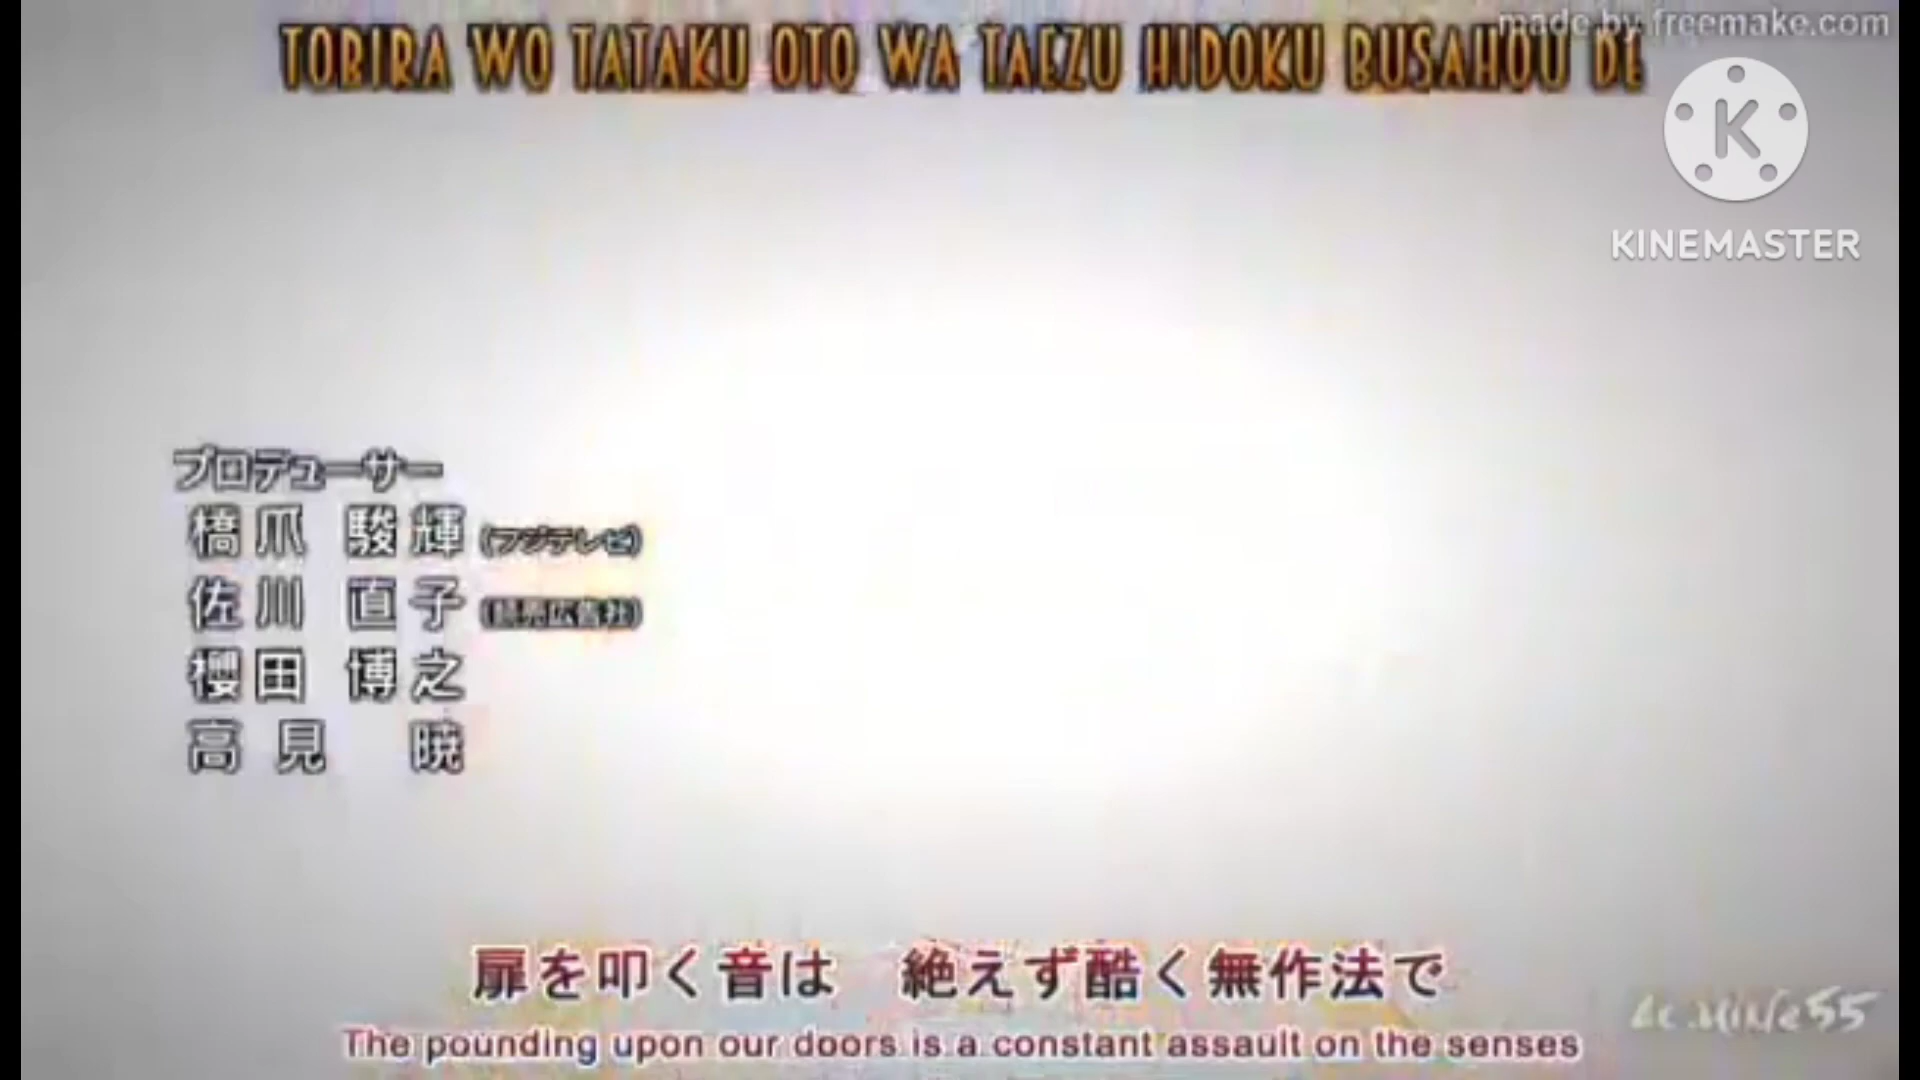 made by freemake.com
TOBIRA WO TATAKU OTO WA TAEZU HIDOKU BUSAHOU DE
K
KINEMASTER
プロデューサー
橋爪 駿輝 (フジテレビ)
佐川 直子
櫻田 博之
高見 暁
扉を叩く音は 絶えず酷く無作法で
The pounding upon our doors is a constant assault on the senses